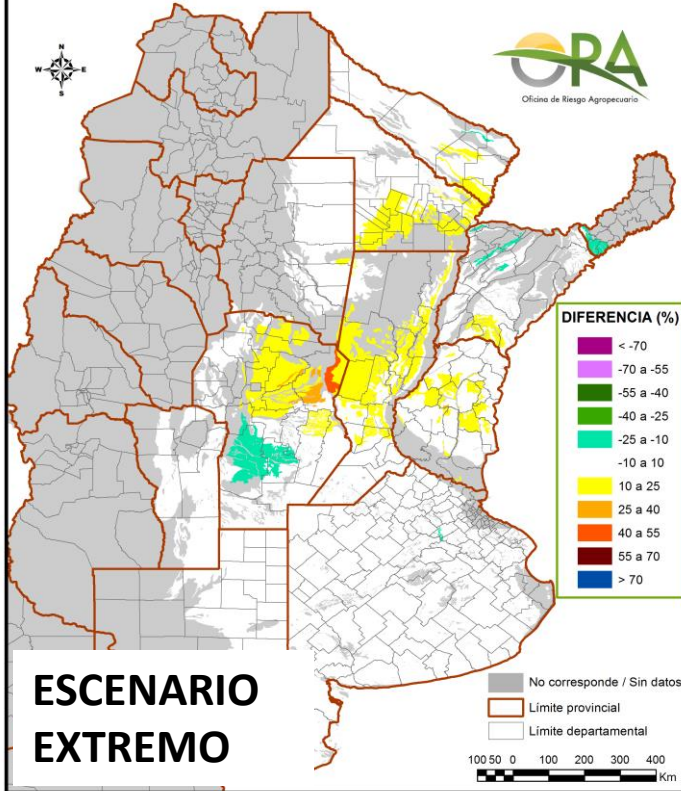 N
W E
S
ORA
Oficina de Riesgo Agropecuario
DIFERENCIA (%)
< -70
-70 a -55
-55 a -40
-40 a -25
-25 a -10
-10 a 10
10 a 25
25 a 40
40 a 55
55 a 70
> 70
ESCENARIO
EXTREMO
No corresponde / Sin datos
Límite provincial
Límite departamental
100 50 0 100 200 300 400
Km